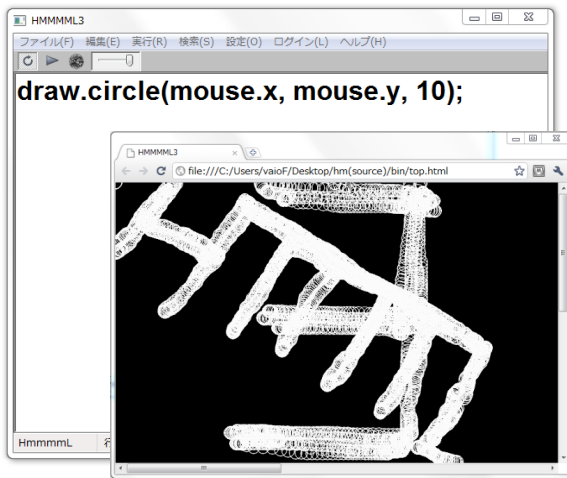 HMMMML3
ファイル(F) 編集(E) 実行(R) 検索(S) 設定(O) ログイン(L) ヘルプ(H)
draw.circle(mouse.x, mouse.y, 10);
HMMMML3
file:///C:/Users/vaioF/Desktop/hm(source)/bin/top.html
HmmmmL